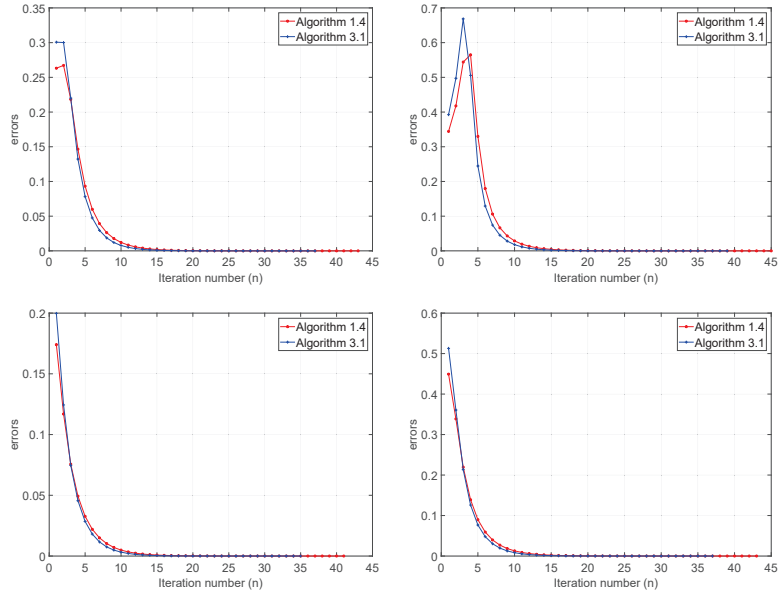 0.35
0.3
0.25
0.2
0.15
0.1
0.05
0
errors
0 5 10 15 20 25 30 35 40 45
Iteration number (n)
Algorithm 1.4
Algorithm 3.1
0.7
0.6
0.5
0.4
0.3
0.2
0.1
0
errors
0 5 10 15 20 25 30 35 40 45
Iteration number (n)
Algorithm 1.4
Algorithm 3.1
0.2
0.15
0.1
0.05
0
errors
0 5 10 15 20 25 30 35 40 45
Iteration number (n)
Algorithm 1.4
Algorithm 3.1
0.6
0.5
0.4
0.3
0.2
0.1
0
errors
0 5 10 15 20 25 30 35 40 45
Iteration number (n)
Algorithm 1.4
Algorithm 3.1